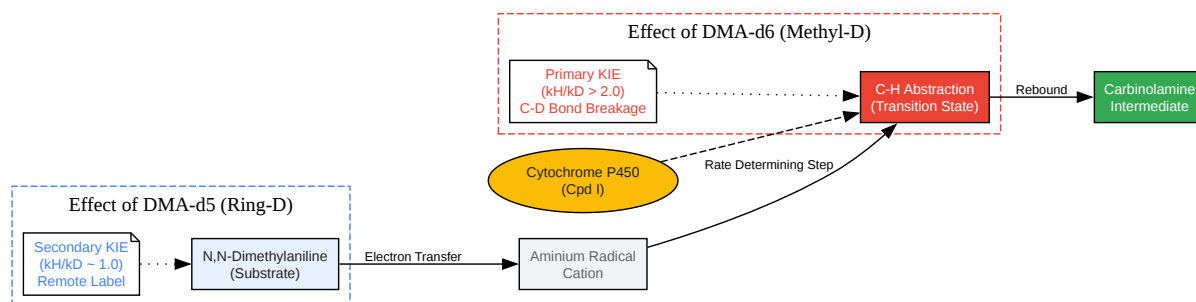 Effect of DMA-d6 (Methyl-D)
Primary KIE
(kH/kD > 2.0)
C-D Bond Breakage
C-H Abstraction
(Transition State)
Rebound
Carbinolamine
Intermediate
Cytochrome P450
(Cpd I)
Rate Determining Step
Effect of DMA-d5 (Ring-D)
Secondary KIE
(kH/kD ~ 1.0)
Remote Label
N,N-Dimethylaniline
(Substrate)
Electron Transfer
Aminium Radical
Cation